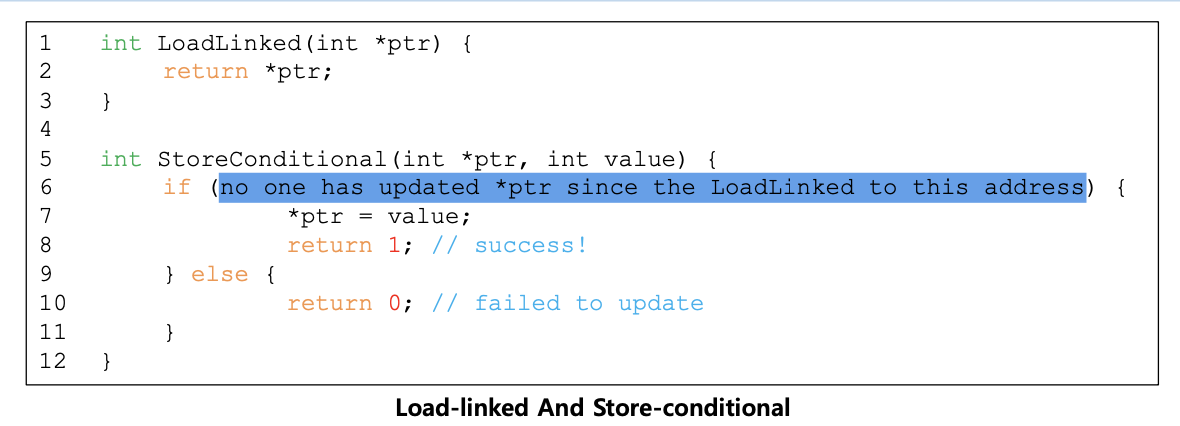 1 int LoadLinked(int *ptr) {
2 return *ptr;
3 }
4
5 int StoreConditional(int *ptr, int value) {
6 if (no one has updated *ptr since the LoadLinked to this address) {
7 *ptr = value;
8 return 1; // success!
9 } else {
10 return 0; // failed to update
11 }
12 }
Load-linked And Store-conditional